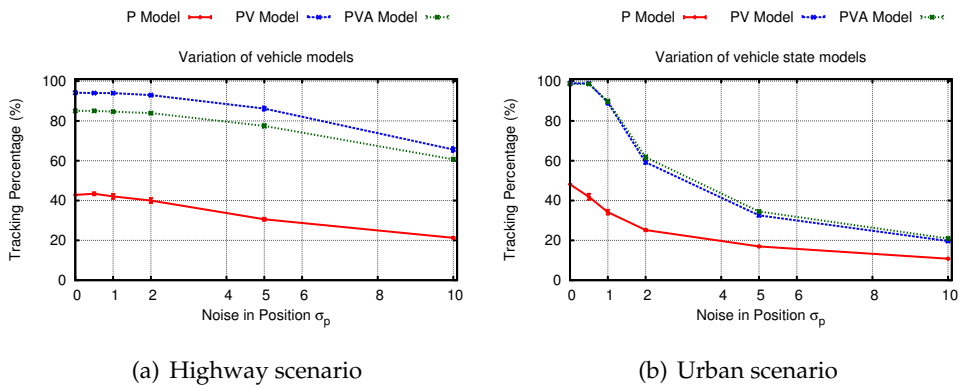 P Model PV Model PVA Model
Variation of vehicle models
Tracking Percentage (%)
100
80
60
40
20
0
0 1 2 4 5 6 8 10
Noise in Position σp
(a) Highway scenario
P Model PV Model PVA Model
Variation of vehicle state models
Tracking Percentage (%)
100
80
60
40
20
0
0 1 2 4 5 6 8 10
Noise in Position σp
(b) Urban scenario